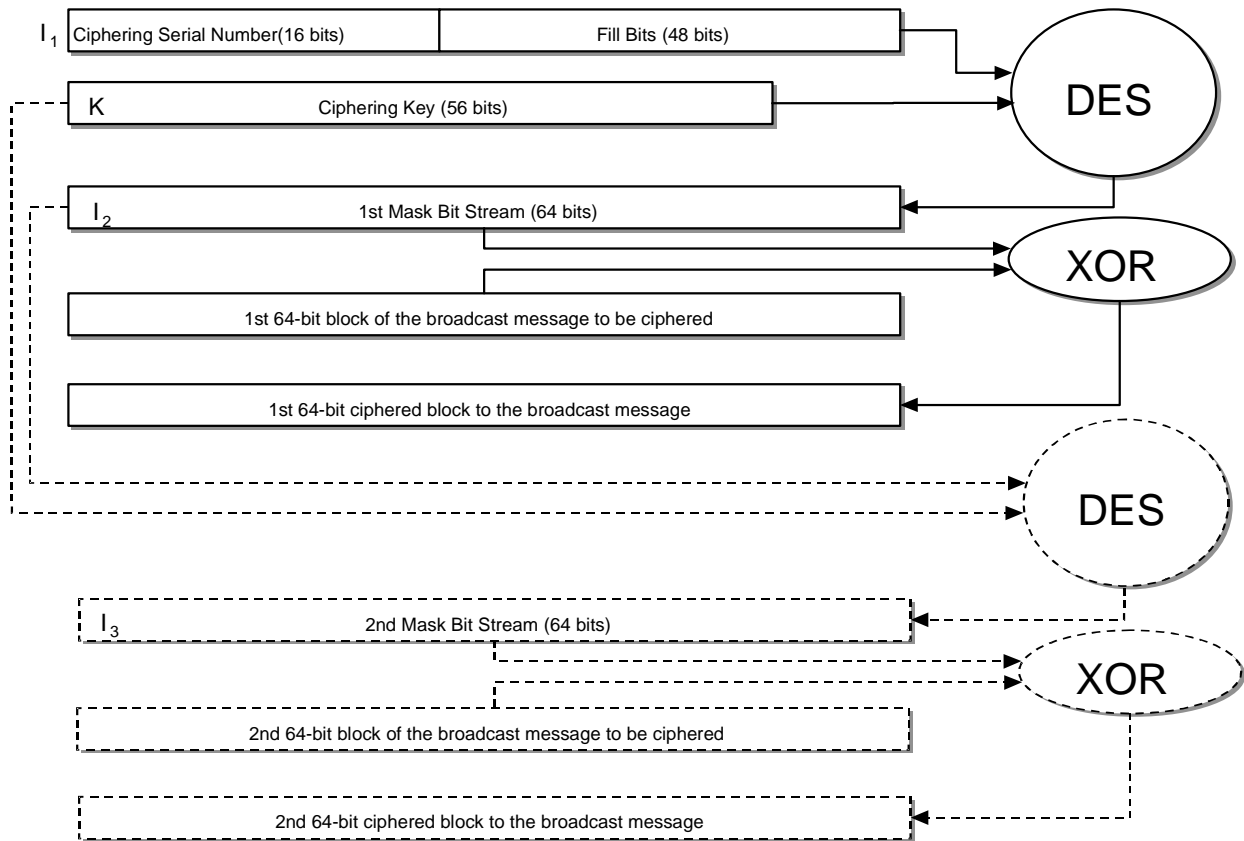 I1 Ciphering Serial Number(16 bits) Fill Bits (48 bits)
DES
K Ciphering Key (56 bits)
I2 1st Mask Bit Stream (64 bits)
XOR
1st 64-bit block of the broadcast message to be ciphered
1st 64-bit ciphered block to the broadcast message
DES
I3 2nd Mask Bit Stream (64 bits)
XOR
2nd 64-bit block of the broadcast message to be ciphered
2nd 64-bit ciphered block to the broadcast message